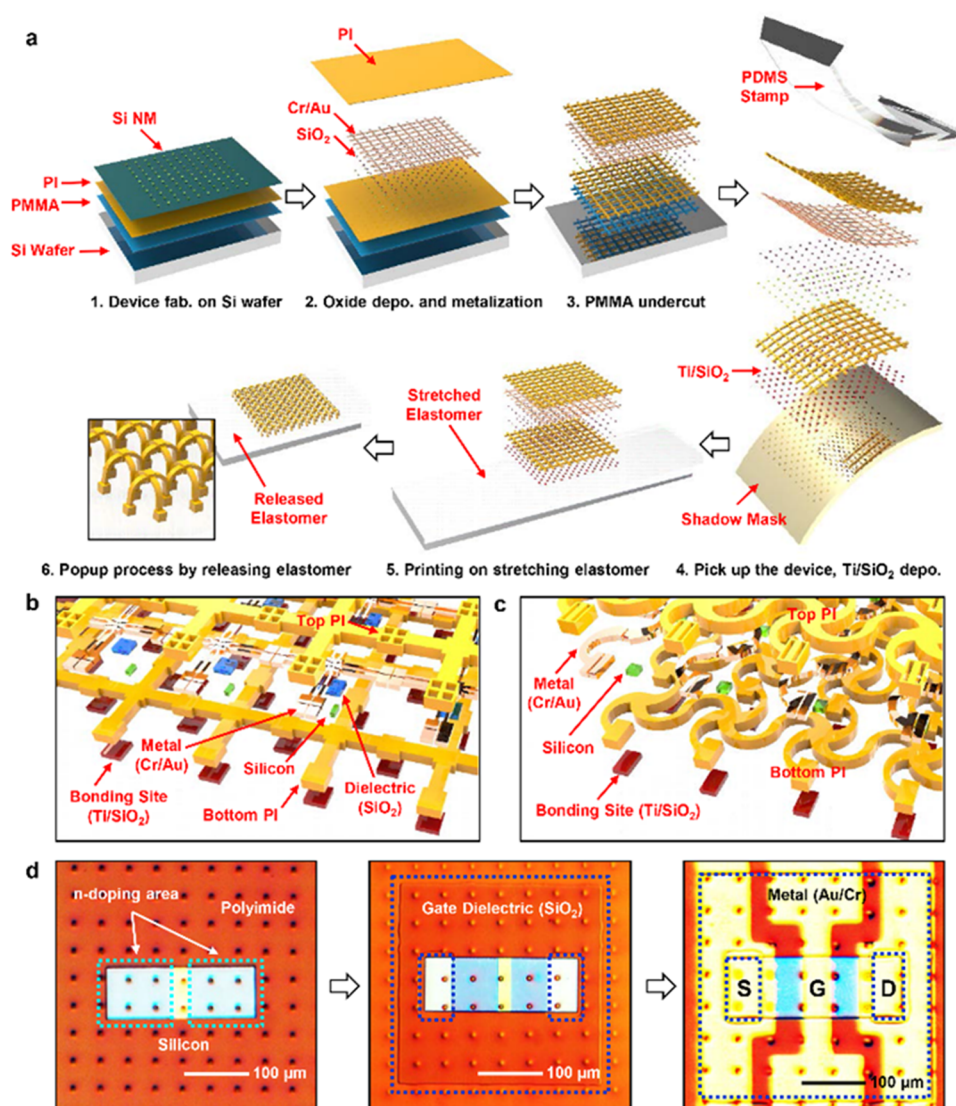 a
PI
PDMS
Stamp
Cr/Au
SiO₂
Si NM
PI
PMMA
Si Wafer
1. Device fab. on Si wafer
2. Oxide depo. and metalization
3. PMMA undercut
Ti/SiO₂
Stretched
Elastomer
Released
Elastomer
Shadow Mask
6. Popup process by releasing elastomer
5. Printing on stretching elastomer
4. Pick up the device, Ti/SiO₂ depo.
b
Top PI
Metal
(Cr/Au)
Silicon
Dielectric
(SiO₂)
Bonding Site
(Ti/SiO₂)
Bottom PI
c
Top PI
Metal
(Cr/Au)
Silicon
Bottom PI
Bonding Site (Ti/SiO₂)
d
n-doping area
Polyimide
Silicon
100 µm
Gate Dielectric (SiO₂)
100 µm
Metal (Au/Cr)
S
G
D
100 µm